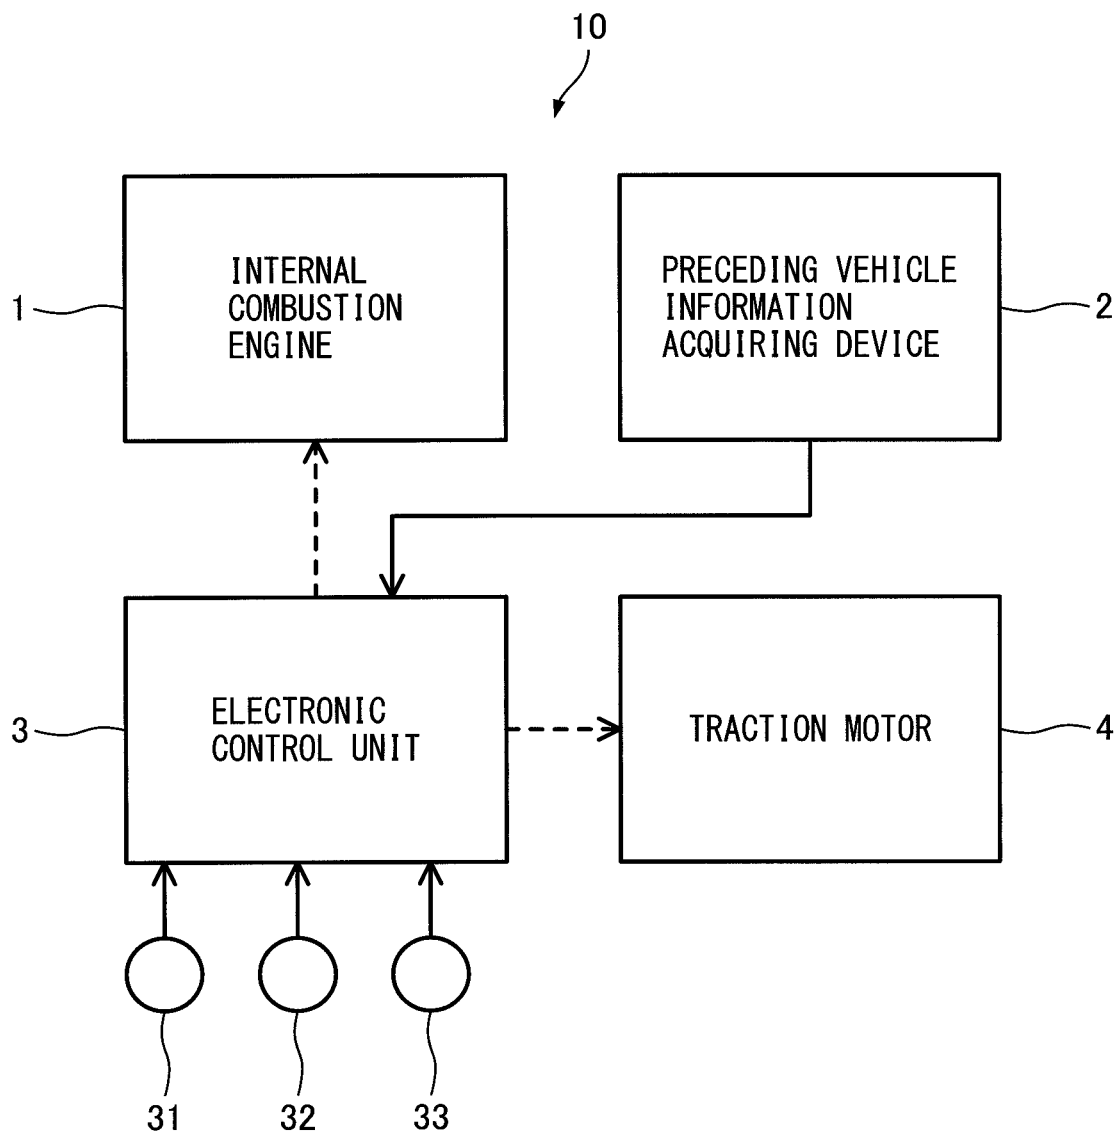 10
INTERNAL
COMBUSTION
ENGINE
1
PRECEDING VEHICLE
INFORMATION
ACQUIRING DEVICE
2
ELECTRONIC
CONTROL UNIT
3
TRACTION MOTOR
4
31
32
33